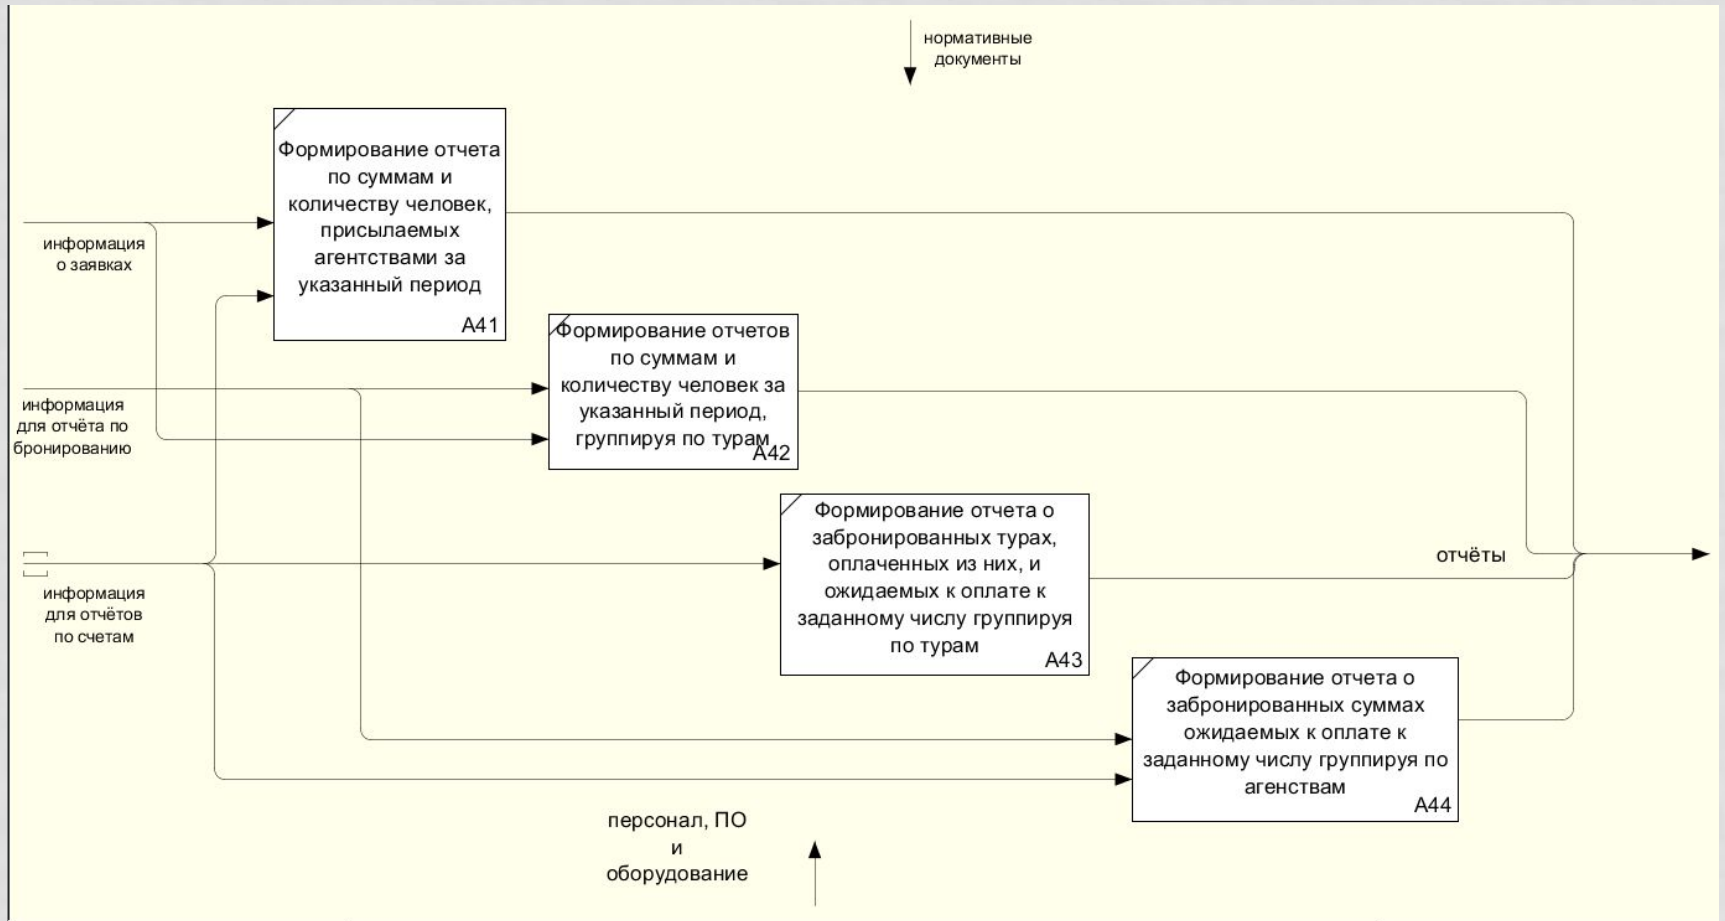 нормативные
документы
Формирование отчета
по суммам и
количеству человек,
присылаемых
агентствами за
указанный период
A41
информация
о заявках
Формирование отчетов
по суммам и
количеству человек за
указанный период,
группируя по турам
A42
информация
для отчёта по
бронированию
Формирование отчета о
забронированных турах,
оплаченных из них, и
ожидаемых к оплате к
заданному числу группируя
по турам
A43
отчёты
информация
для отчётов
по счетам
Формирование отчета о
забронированных суммах
ожидаемых к оплате к
заданному числу группируя по
агенствам
A44
персонал, ПО
и
оборудование